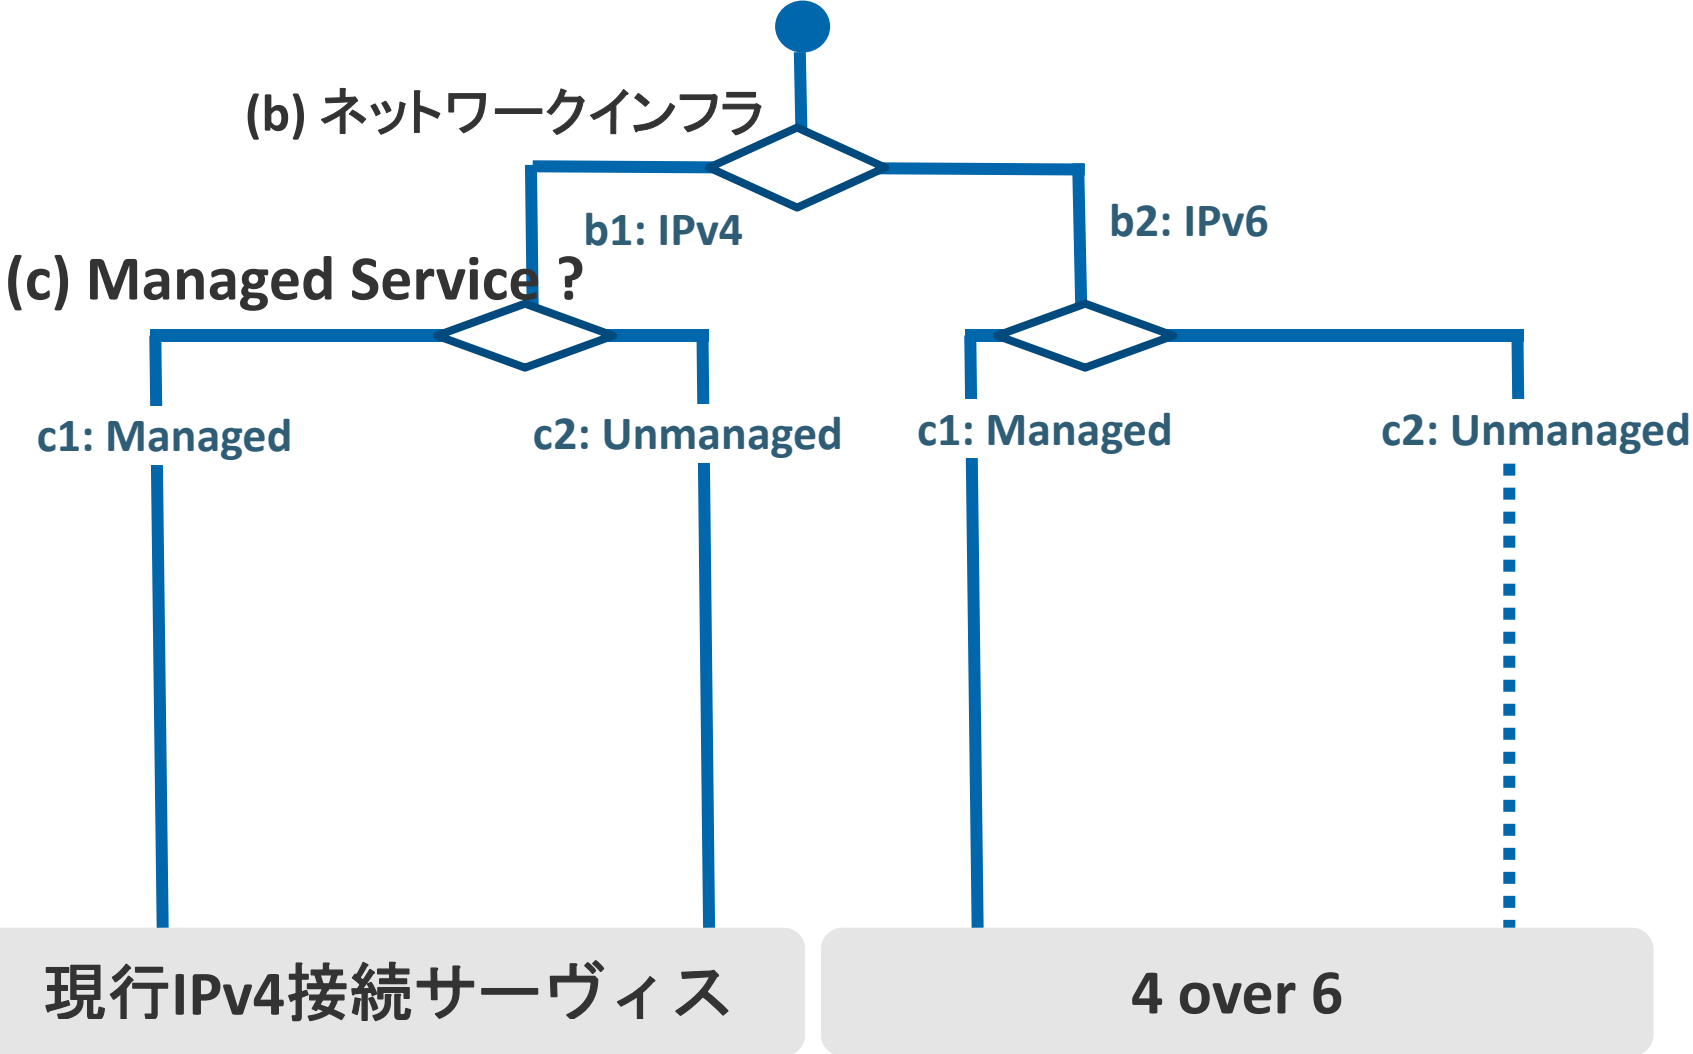 (b) ネットワークインフラ
b1: IPv4
b2: IPv6
(c) Managed Service ?
c1: Managed
c2: Unmanaged
c1: Managed
c2: Unmanaged
現行IPv4接続サーヴィス
4 over 6